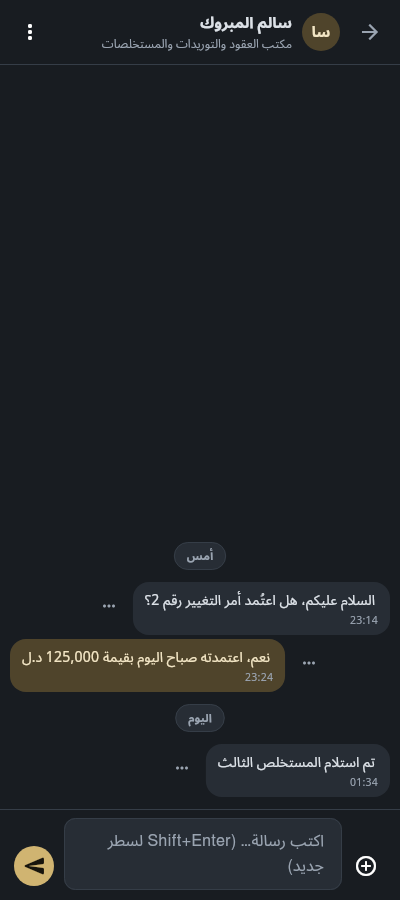 سالم المبروك
سا
مكتب العقود والتوريدات والمستخلصات
أمس
السلام عليكم، هل اعتُمد أمر التغيير رقم 2؟
23:14
نعم، اعتمدته صباح اليوم بقيمة 125,000 د.ل
23:24
اليوم
تم استلام المستخلص الثالث
01:34
اكتب رسالة… (Shift+Enter لسطر
جديد)